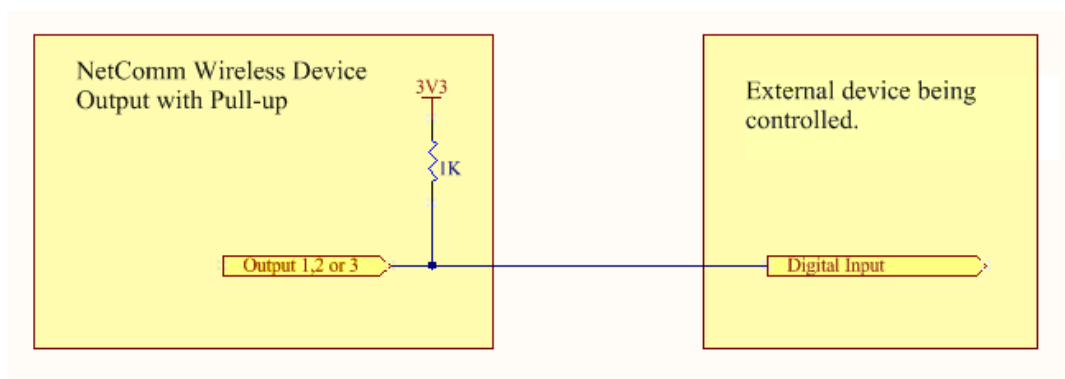 NetComm Wireless Device
Output with Pull-up
3V3
1K
Output 1,2 or 3
External device being
controlled.
Digital Input